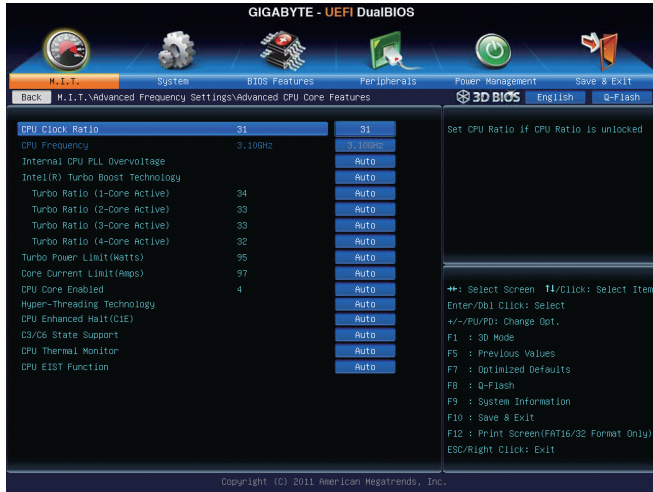 GIGABYTE - UEFI DualBIOS
M.I.T. System BIOS Features Peripherals Power Management Save & Exit
Back M.I.T.\Advanced Frequency Settings\Advanced CPU Core Features 3D BIOS English Q-Flash
CPU Clock Ratio 31 31
CPU Frequency 3.10GHz 3.10GHz
Internal CPU PLL Overvoltage Auto
Intel(R) Turbo Boost Technology Auto
Turbo Ratio (1-Core Active) 34 Auto
Turbo Ratio (2-Core Active) 33 Auto
Turbo Ratio (3-Core Active) 33 Auto
Turbo Ratio (4-Core Active) 32 Auto
Turbo Power Limit(Watts) 95 Auto
Core Current Limit(Amps) 97 Auto
CPU Core Enabled 4 Auto
Hyper-Threading Technology Auto
CPU Enhanced Halt(C1E) Auto
C3/C6 State Support Auto
CPU Thermal Monitor Auto
CPU EIST Function Auto
Set CPU Ratio if CPU Ratio is unlocked
↔: Select Screen ↑↓/Click: Select Item
Enter/Dbl Click: Select
+/-/PU/PD: Change Opt.
F1 : 3D Mode
F5 : Previous Values
F7 : Optimized Defaults
F8 : Q-Flash
F9 : System Information
F10 : Save & Exit
F12 : Print Screen(FAT16/32 Format Only)
ESC/Right Click: Exit
Copyright (C) 2011 American Megatrends, Inc.